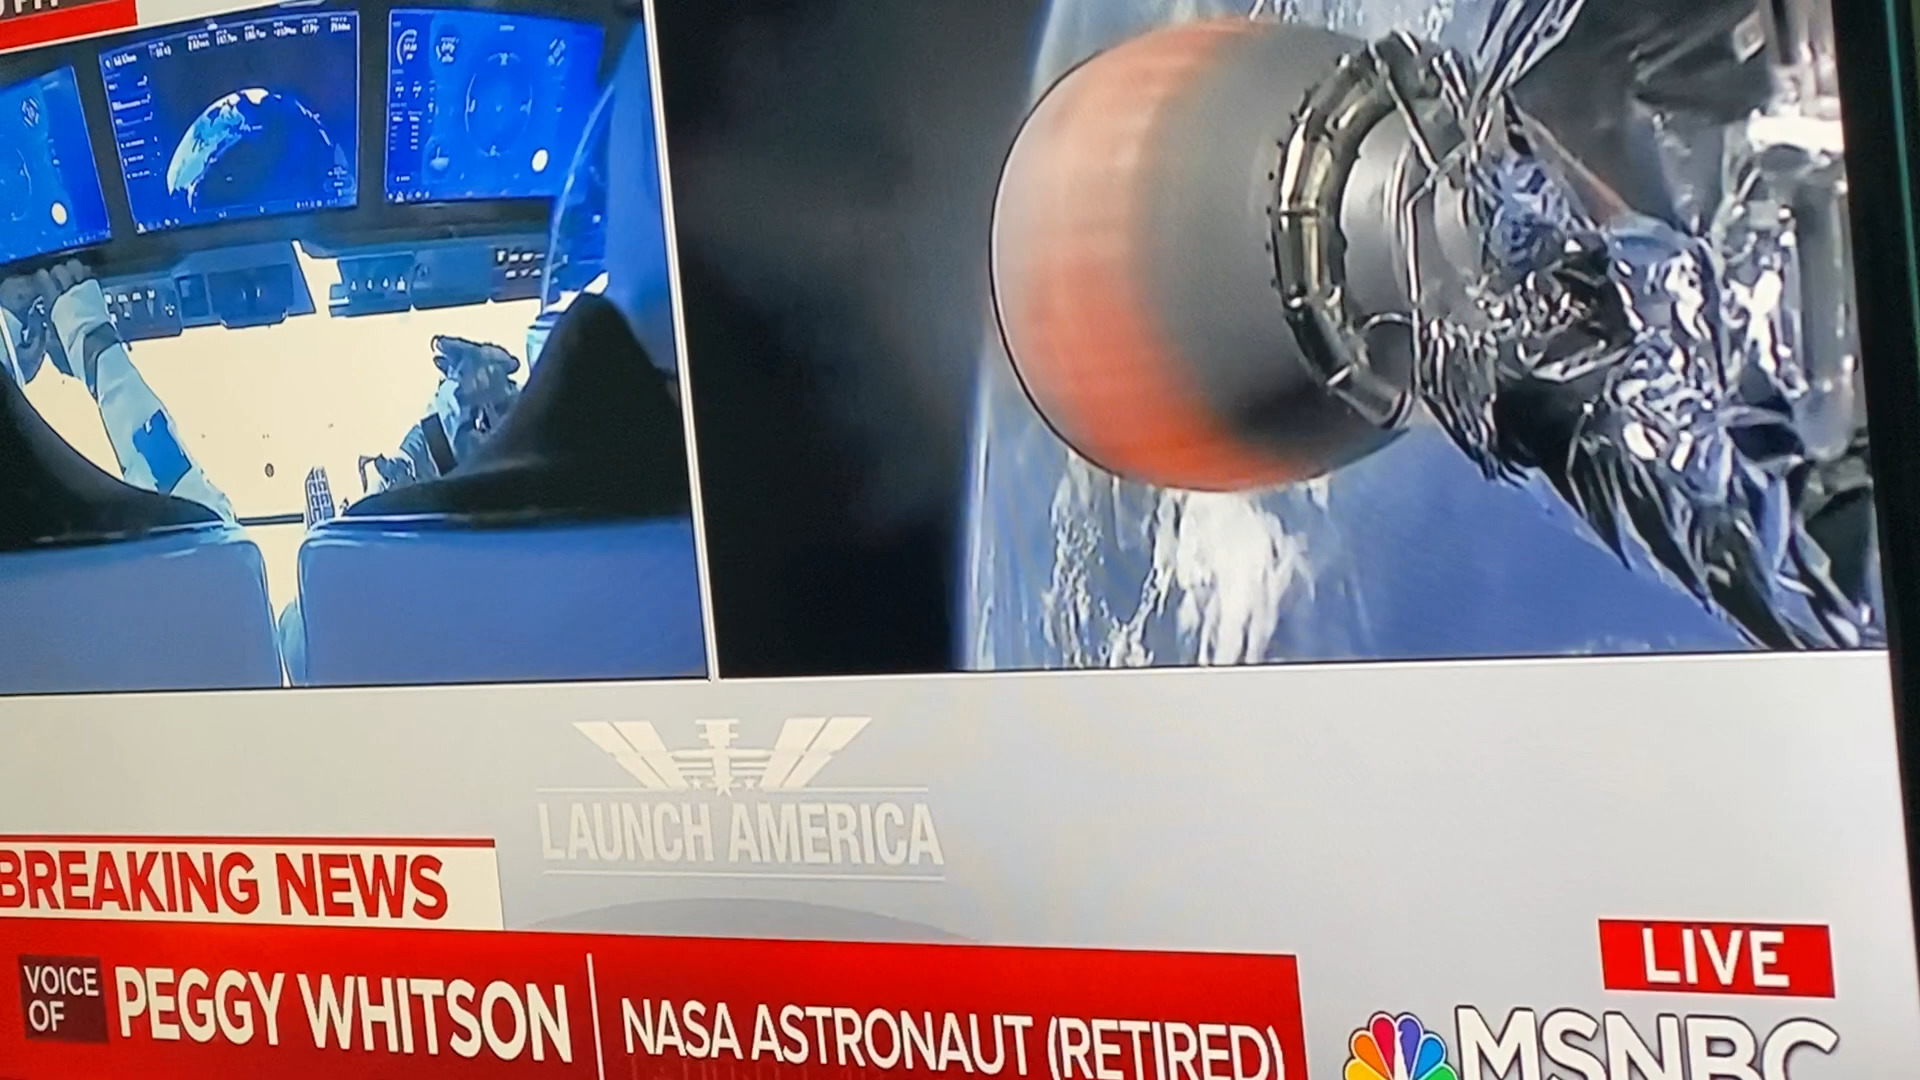 LAUNCH AMERICA
BREAKING NEWS
LIVE
VOICE OF
PEGGY WHITSON
NASA ASTRONAUT (RETIRED)
MSNBC